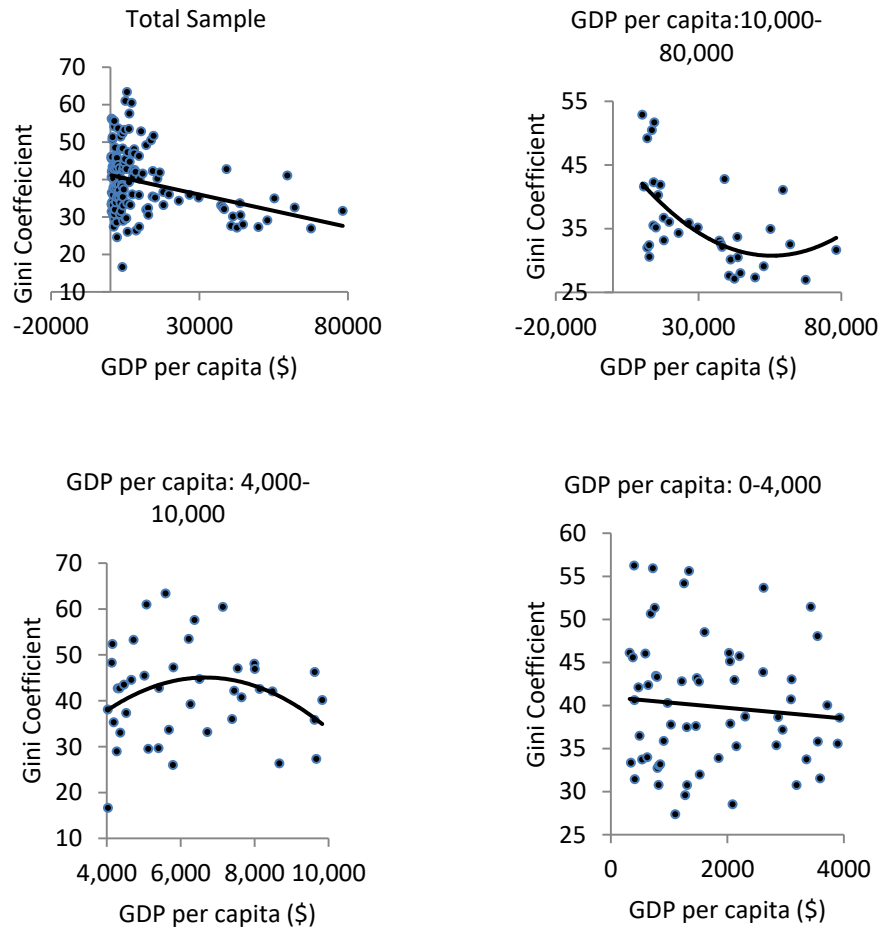 Total Sample
70
60
50
40
30
20
10
-20000 30000 80000
Gini Coeffeicient
GDP per capita ($)
GDP per capita:10,000-
80,000
55
45
35
25
-20,000 30,000 80,000
Gini Coefficient
GDP per capita ($)
GDP per capita: 4,000-
10,000
70
60
50
40
30
20
10
4,000 6,000 8,000 10,000
Gini Coefficient
GDP per capita ($)
GDP per capita: 0-4,000
60
55
50
45
40
35
30
25
0 2000 4000
Gini Coefficient
GDP per capita ($)